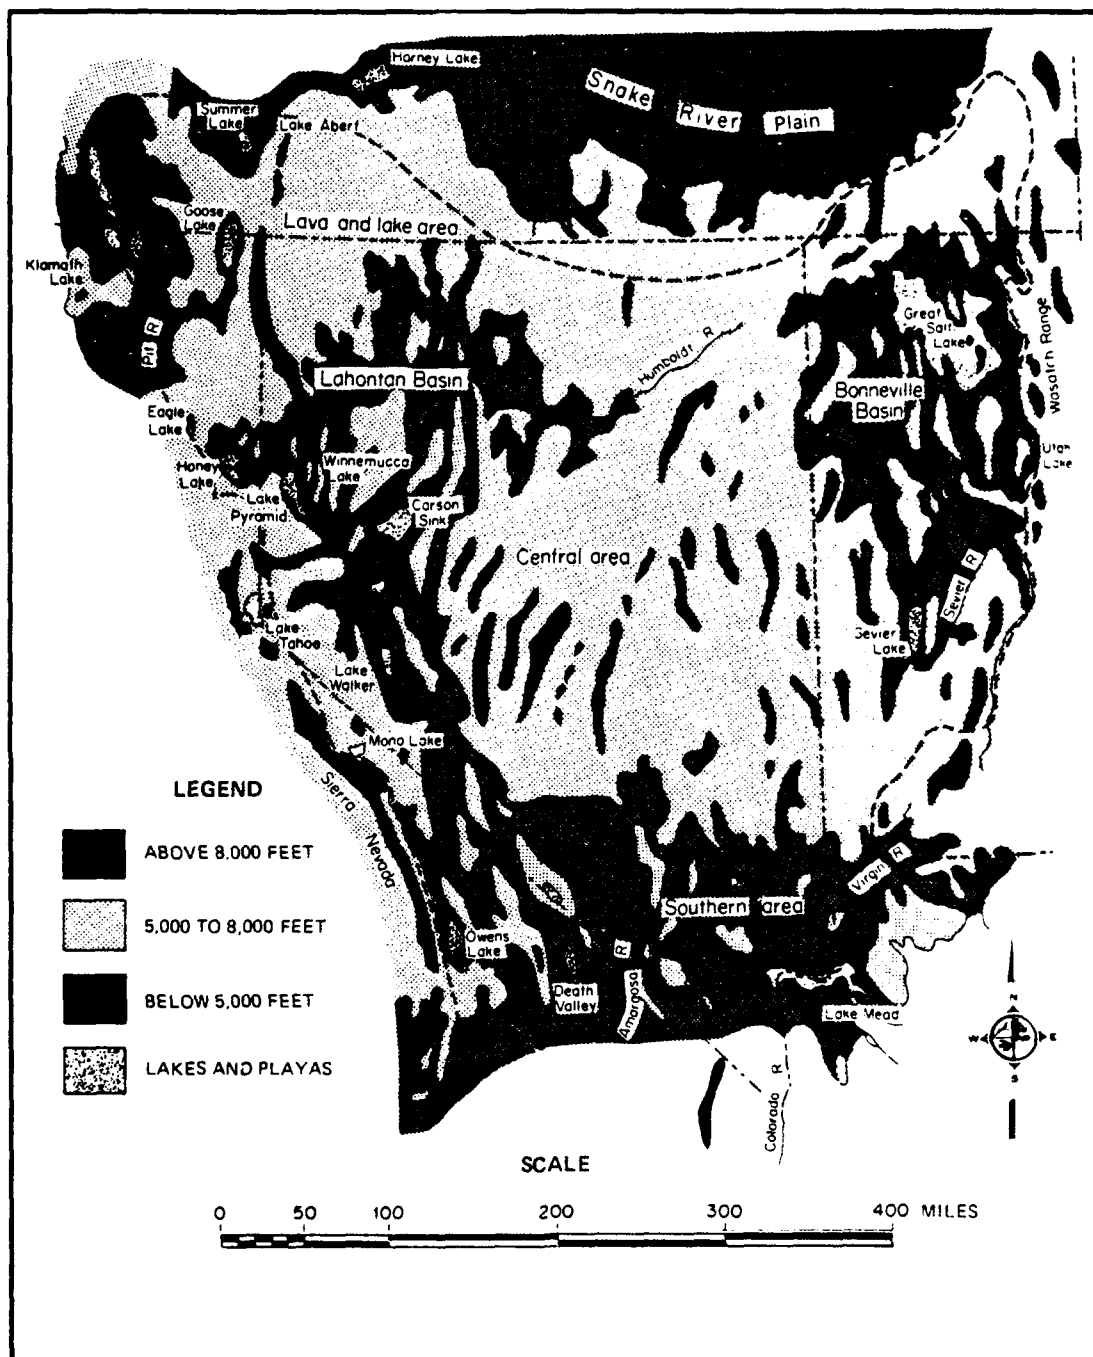 Harney Lake
Snake
River
Plain
Summer
Lake
Lake Abert
Goose
Lake
Lava and lake area
Klamath
Lake
Pit R
Great
Salt
Lake
Wasatch Range
Humboldt R
Lahontan Basin
Bonneville
Basin
Eagle
Lake
Utah
Lake
Honey
Lake
Winnemucca
Lake
Lake
Pyramid
Carson
Sink
Central area
Sevier R
Lake
Tahoe
Sevier
Lake
Lake
Walker
Mono Lake
Sierra
Nevada
LEGEND
ABOVE 8,000 FEET
5,000 TO 8,000 FEET
BELOW 5,000 FEET
LAKES AND PLAYAS
Virgin R
Southern area
Owens
Lake
Death
Valley
Amargosa R
Lake Mead
N
W
E
S
Colorado R
SCALE
0 50 100 200 300 400 MILES